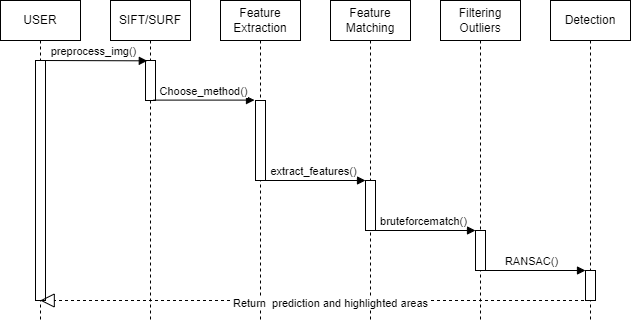 USER
SIFT/SURF
Feature
Extraction
Feature
Matching
Filtering
Outliers
Detection
preprocess_img()
Choose_method()
extract_features()
bruteforcematch()
RANSAC()
Return  prediction and highlighted areas